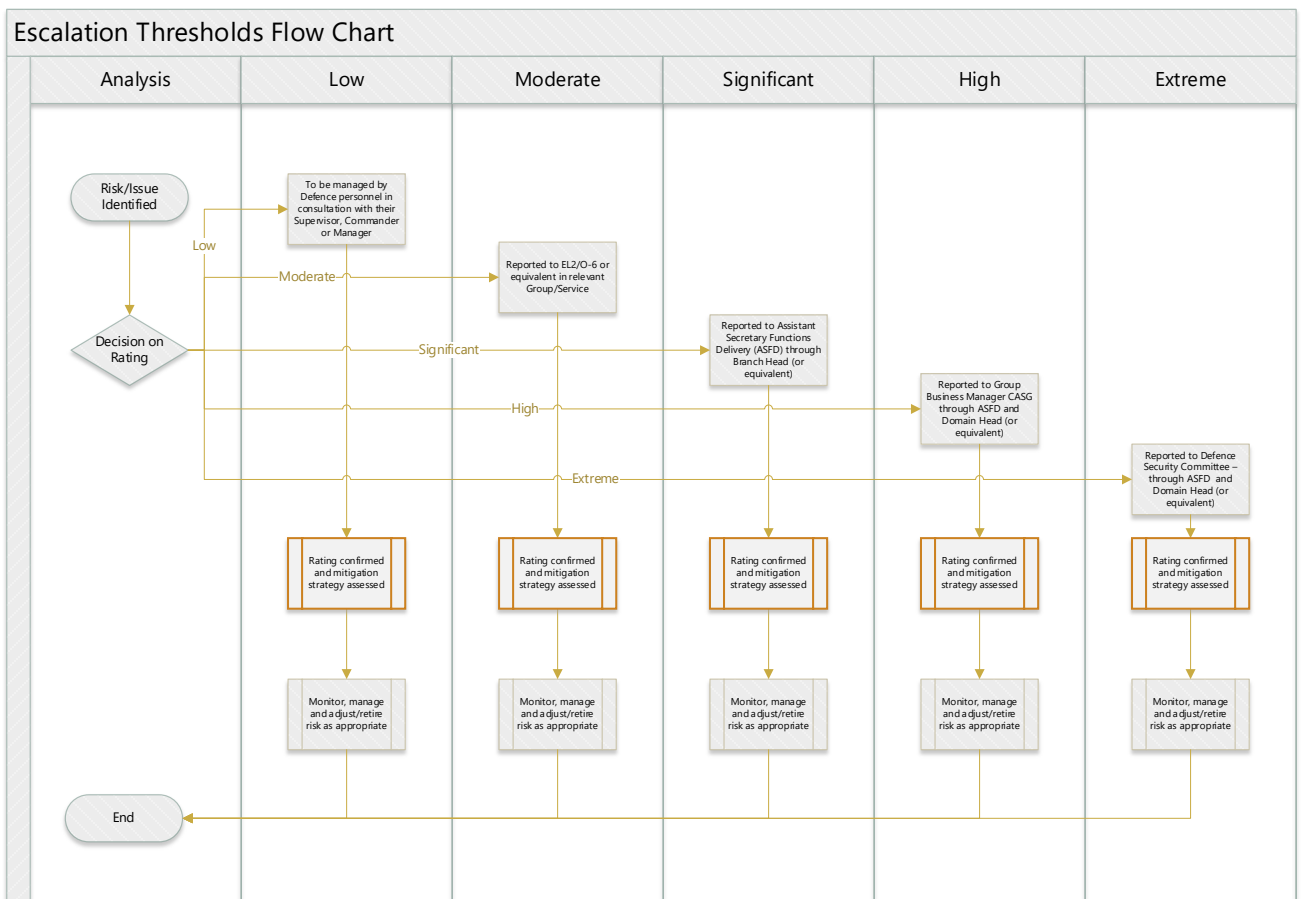 Escalation Thresholds Flow Chart
Analysis
Low
Moderate
Significant
High
Extreme
Risk/Issue
Identified
To be managed by
Defence personnel in
consultation with their
Supervisor, Commander
or Manager
Low
Reported to EL2/O-6 or
equivalent in relevant
Group/Service
Moderate
Decision on
Rating
Significant
Reported to Assistant
Secretary Functions
Delivery (ASFD) through
Branch Head (or
equivalent)
High
Reported to Group
Business Manager CASG
through ASFD and
Domain Head (or
equivalent)
Extreme
Reported to Defence
Security Committee –
through ASFD and
Domain Head (or
equivalent)
Rating confirmed
and mitigation
strategy assessed
Rating confirmed
and mitigation
strategy assessed
Rating confirmed
and mitigation
strategy assessed
Rating confirmed
and mitigation
strategy assessed
Rating confirmed
and mitigation
strategy assessed
Monitor, manage
and adjust/retire
risk as appropriate
Monitor, manage
and adjust/retire
risk as appropriate
Monitor, manage
and adjust/retire
risk as appropriate
Monitor, manage
and adjust/retire
risk as appropriate
Monitor, manage
and adjust/retire
risk as appropriate
End